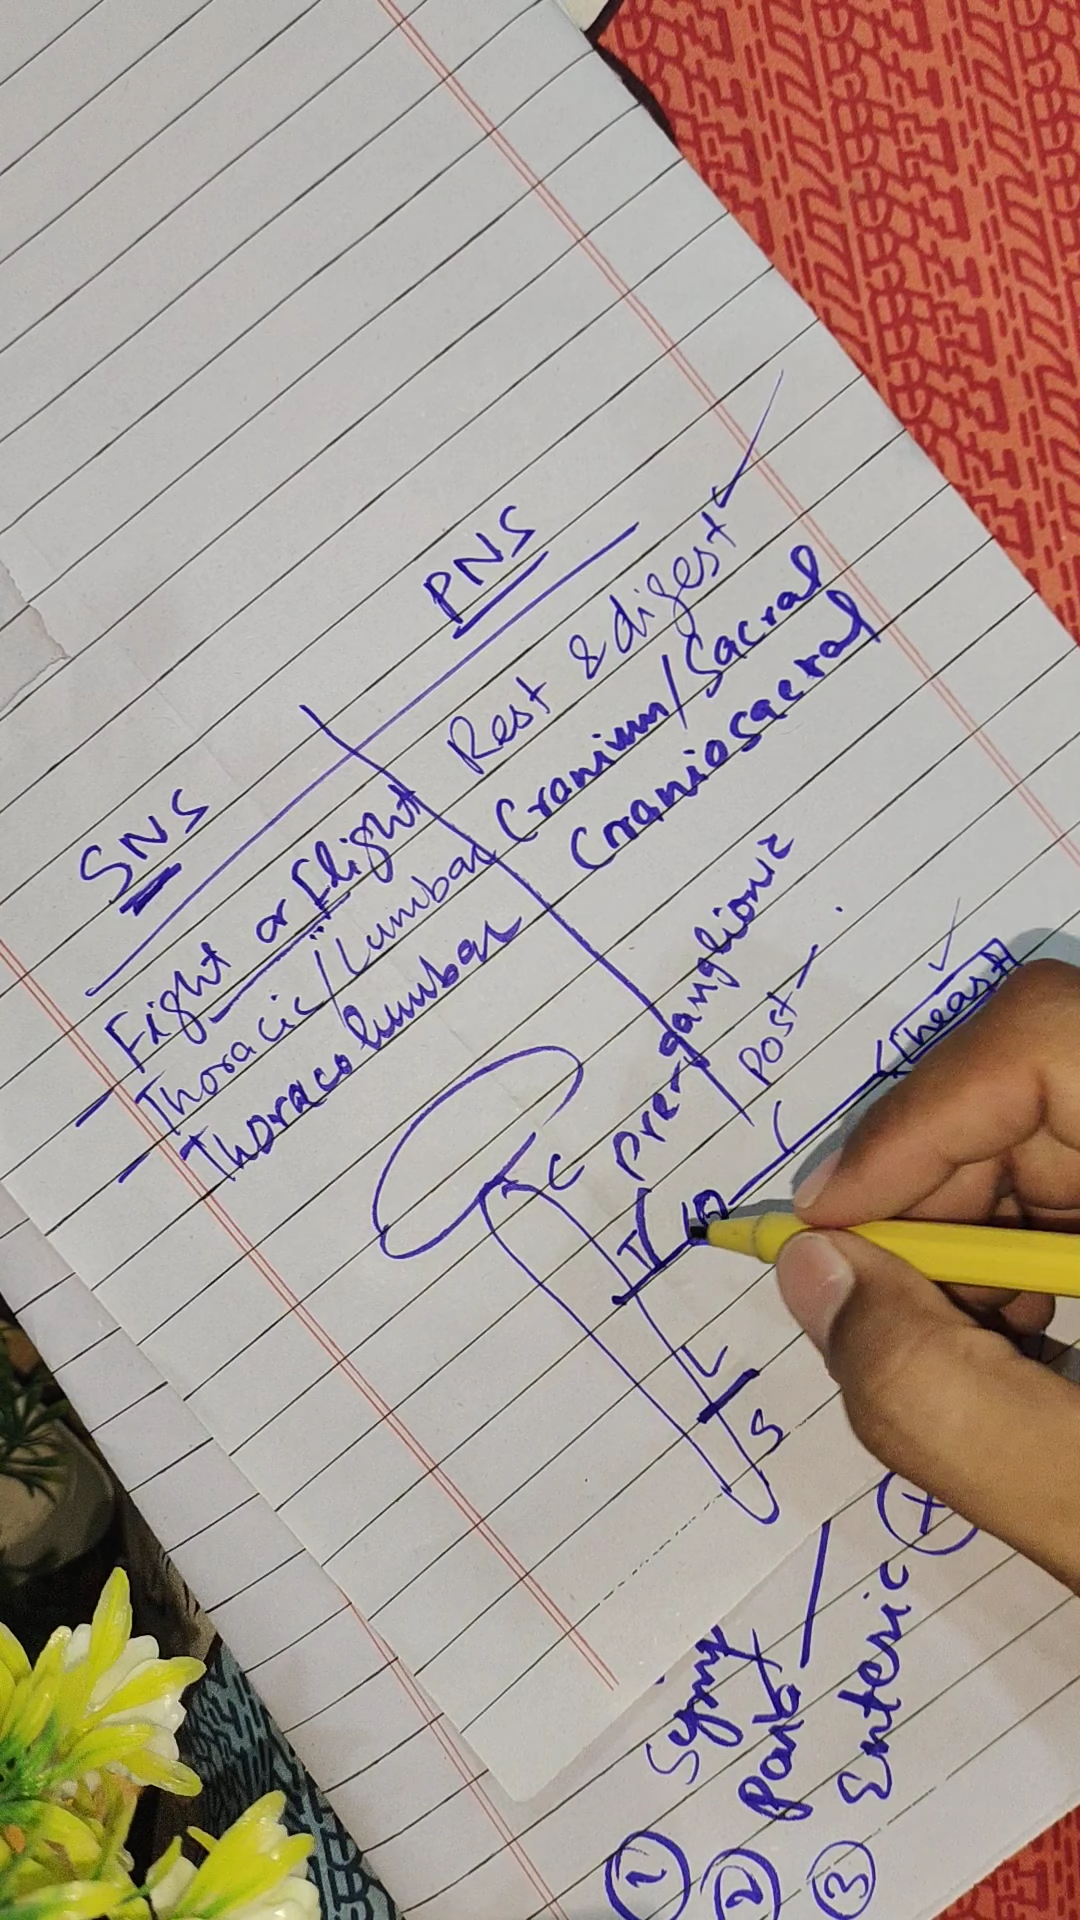 SNS
PNS
Fight or Flight
Rest & digest
Thoracic/Lumbar
Cranium/Sacral
Thoracolumbar
Craniosacral
pre-ganglionic
Post-
heart
C
T
L
S
1 Symp
2 Para
3 Enteric